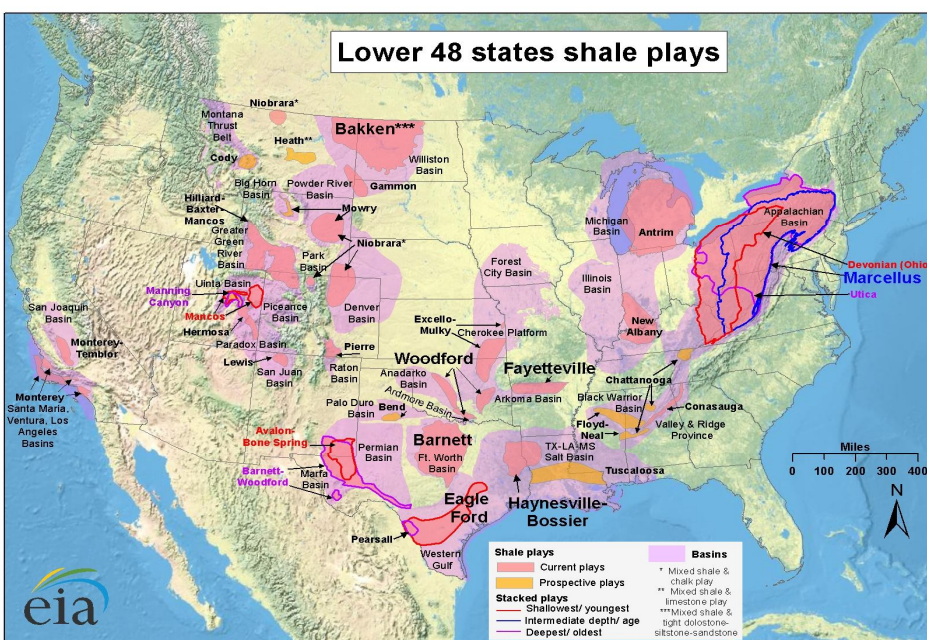 Lower 48 states shale plays
Niobrara*
Montana
Thrust
Belt
Bakken***
Heath**
Cody
Williston
Basin
Big Horn
Basin
Powder River
Basin
Gammon
Hilliard-
Baxter-
Mancos
Mowry
Greater
Green
River
Basin
Niobrara*
Park
Basin
Michigan
Basin
Antrim
Appalachian
Basin
Forest
City Basin
Illinois
Basin
Devonian (Ohio
Marcellus
Utica
Uinta Basin
Manning
Canyon
Mancos
Piceance
Basin
Denver
Basin
San Joaquin
Basin
Hermosa
Paradox Basin
Excello-
Mulky
Cherokee Platform
New
Albany
Monterey-
Temblor
Lewis
San Juan
Basin
Pierre
Raton
Basin
Woodford
Anadarko
Basin
Fayetteville
Ardmore Basin
Arkoma Basin
Chattanooga
Black Warrior
Basin
Conasauga
Monterey
Santa Maria,
Ventura, Los
Angeles
Basins
Palo Duro
Basin
Bend
Floyd-
Neal
Valley & Ridge
Province
Avalon-
Bone Spring
Permian
Basin
Barnett
Ft. Worth
Basin
TX-LA-MS
Salt Basin
Tuscaloosa
Barnett-
Woodford
Marfa
Basin
Eagle
Ford
Haynesville-
Bossier
Pearsall
Western
Gulf
Miles
0 100 200 300 400
N
Shale plays
Current plays
Prospective plays
Stacked plays
Shallowest/ youngest
Intermediate depth/ age
Deepest/ oldest
Basins
* Mixed shale &
chalk play
** Mixed shale &
limestone play
***Mixed shale &
tight dolostone-
siltstone-sandstone
eia